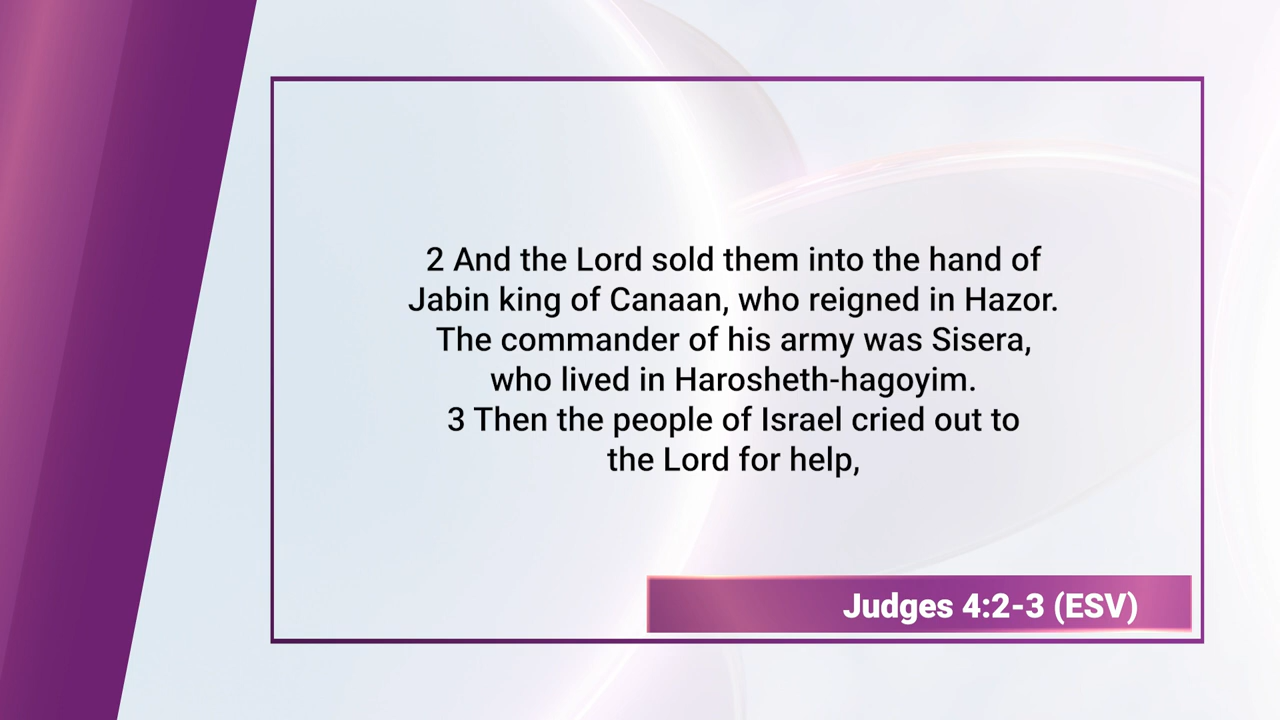 2 And the Lord sold them into the hand of
Jabin king of Canaan, who reigned in Hazor.
The commander of his army was Sisera,
who lived in Harosheth-hagoyim.
3 Then the people of Israel cried out to
the Lord for help,
Judges 4:2-3 (ESV)